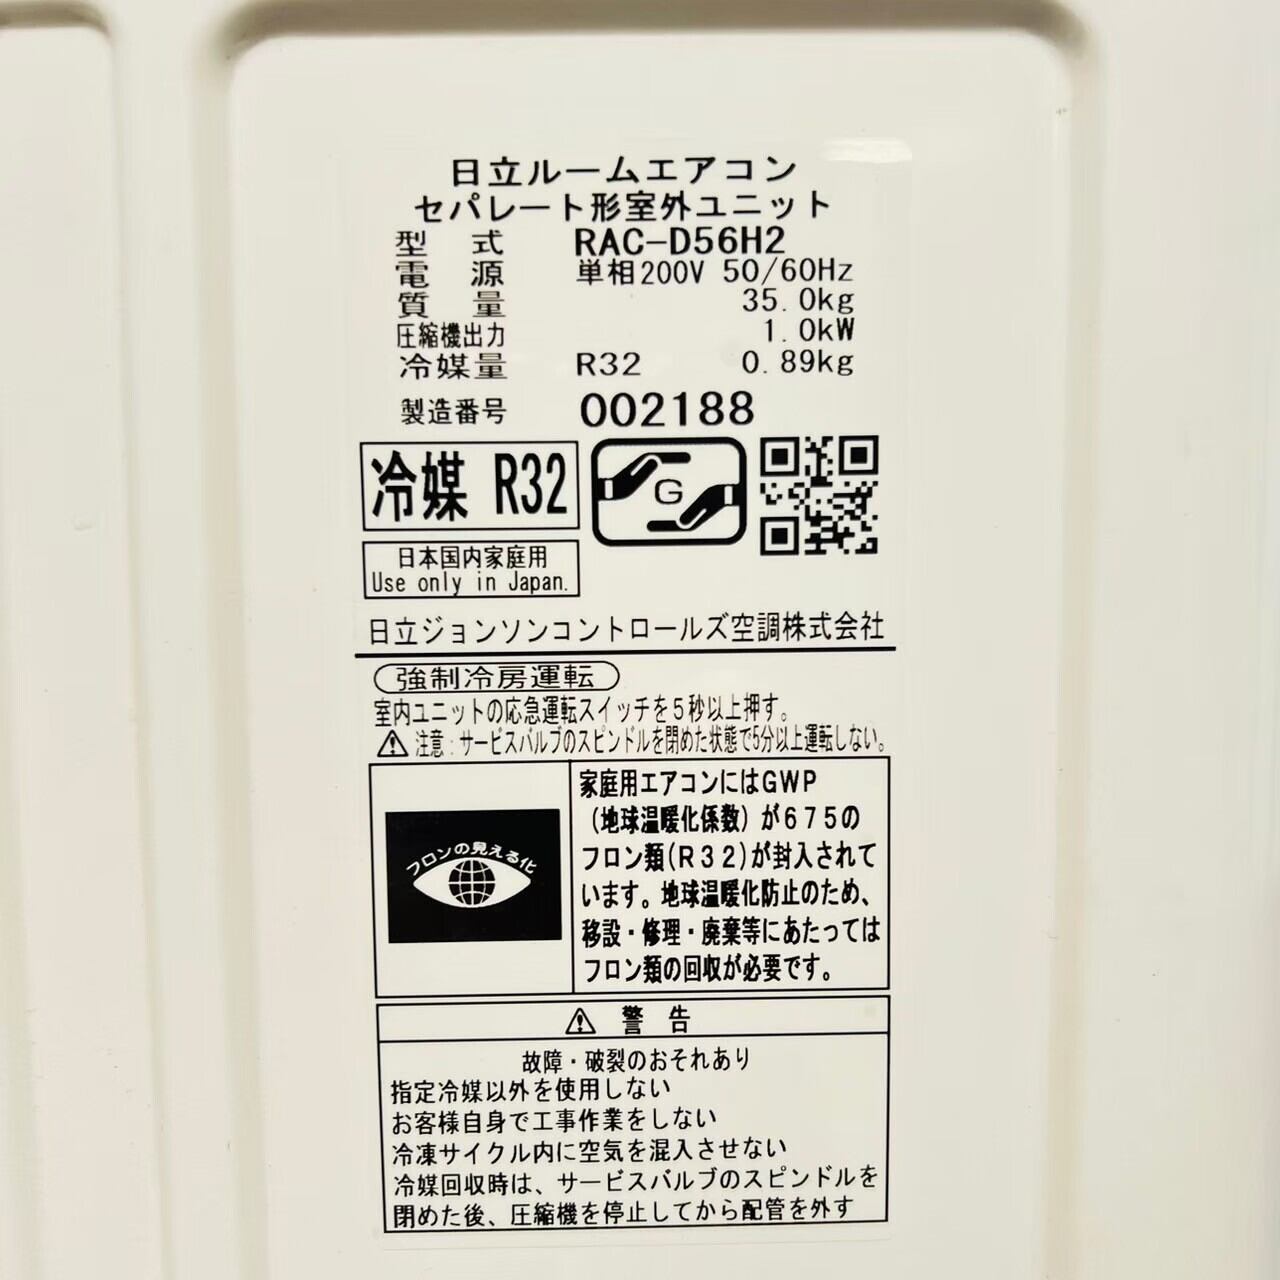 日立ルームエアコン
セパレート形室外ユニット
型 式 RAC-D56H2
電 源 単相200V 50/60Hz
質 量 35.0kg
圧縮機出力 1.0kW
冷媒量 R32 0.89kg
製造番号 002188
冷媒 R32
G
日本国内家庭用
Use only in Japan.
日立ジョンソンコントロールズ空調株式会社
強制冷房運転
室内ユニットの応急運転スイッチを5秒以上押す。
注意:サービスバルブのスピンドルを閉めた状態で5分以上運転しない。
フロンの見える化
家庭用エアコンにはGWP
(地球温暖化係数)が675の
フロン類(R32)が封入されて
います。地球温暖化防止のため、
移設・修理・廃棄等にあたっては
フロン類の回収が必要です。
警 告
故障・破裂のおそれあり
指定冷媒以外を使用しない
お客様自身で工事作業をしない
冷凍サイクル内に空気を混入させない
冷媒回収時は、サービスバルブのスピンドルを
閉めた後、圧縮機を停止してから配管を外す